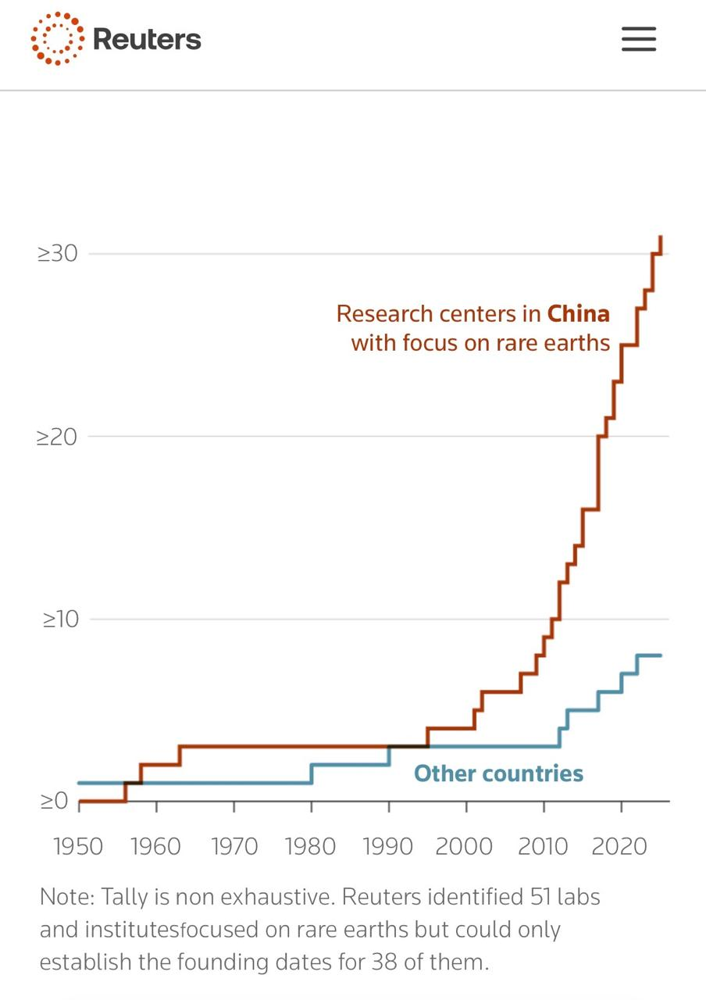 Reuters
≥30
Research centers in China
with focus on rare earths
≥20
≥10
Other countries
≥0
1950 1960 1970 1980 1990 2000 2010 2020
Note: Tally is non exhaustive. Reuters identified 51 labs
and institutesfocused on rare earths but could only
establish the founding dates for 38 of them.